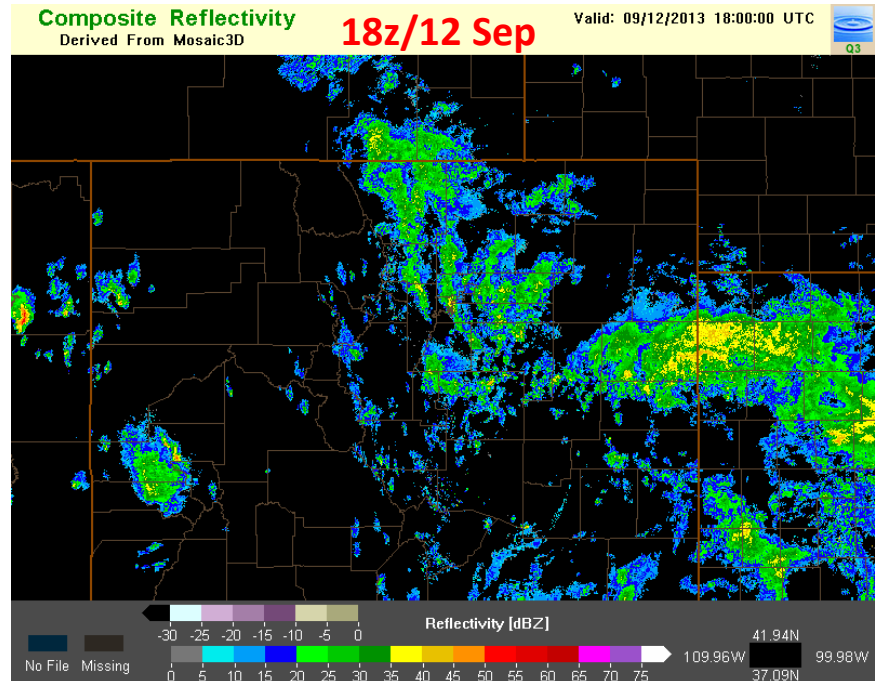 Composite Reflectivity
Derived From Mosaic3D
18z/12 Sep
Valid: 09/12/2013 18:00:00 UTC
Q3
Reflectivity [dBZ]
-30 -25 -20 -15 -10 -5 0
0 5 10 15 20 25 30 35 40 45 50 55 60 65 70 75
No File Missing
41.94N
109.96W 99.98W
37.09N